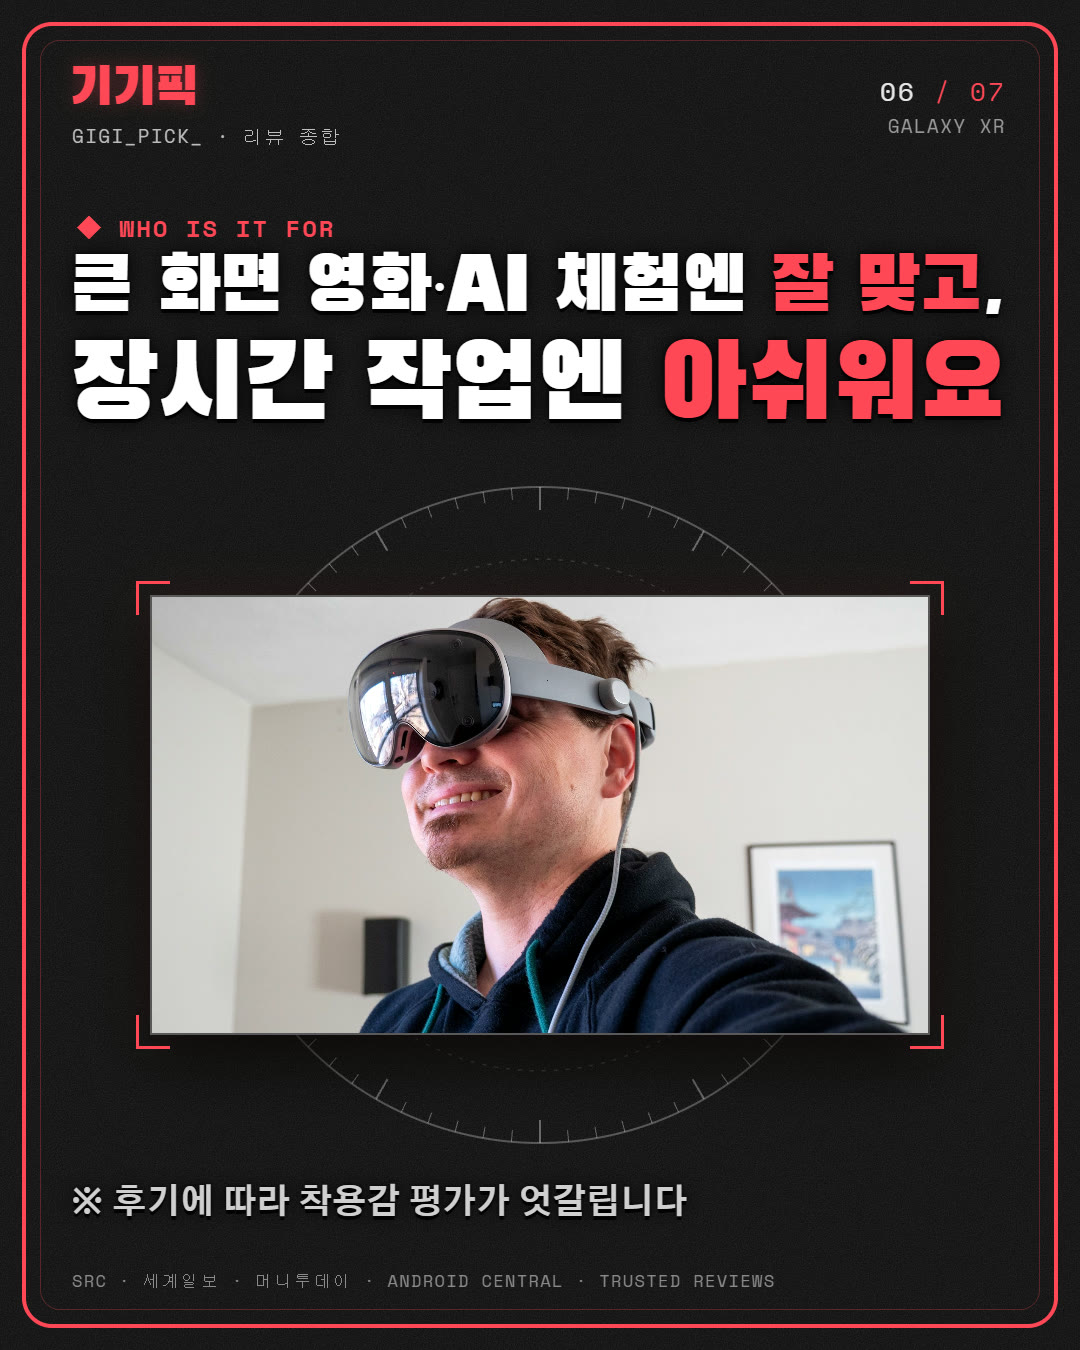 기기픽
GIGI_PICK_ · 리뷰 종합
06 / 07
GALAXY XR
◆ WHO IS IT FOR
큰 화면 영화·AI 체험엔 잘 맞고,
장시간 작업엔 아쉬워요
※ 후기에 따라 착용감 평가가 엇갈립니다
SRC · 세계일보 · 머니투데이 · ANDROID CENTRAL · TRUSTED REVIEWS